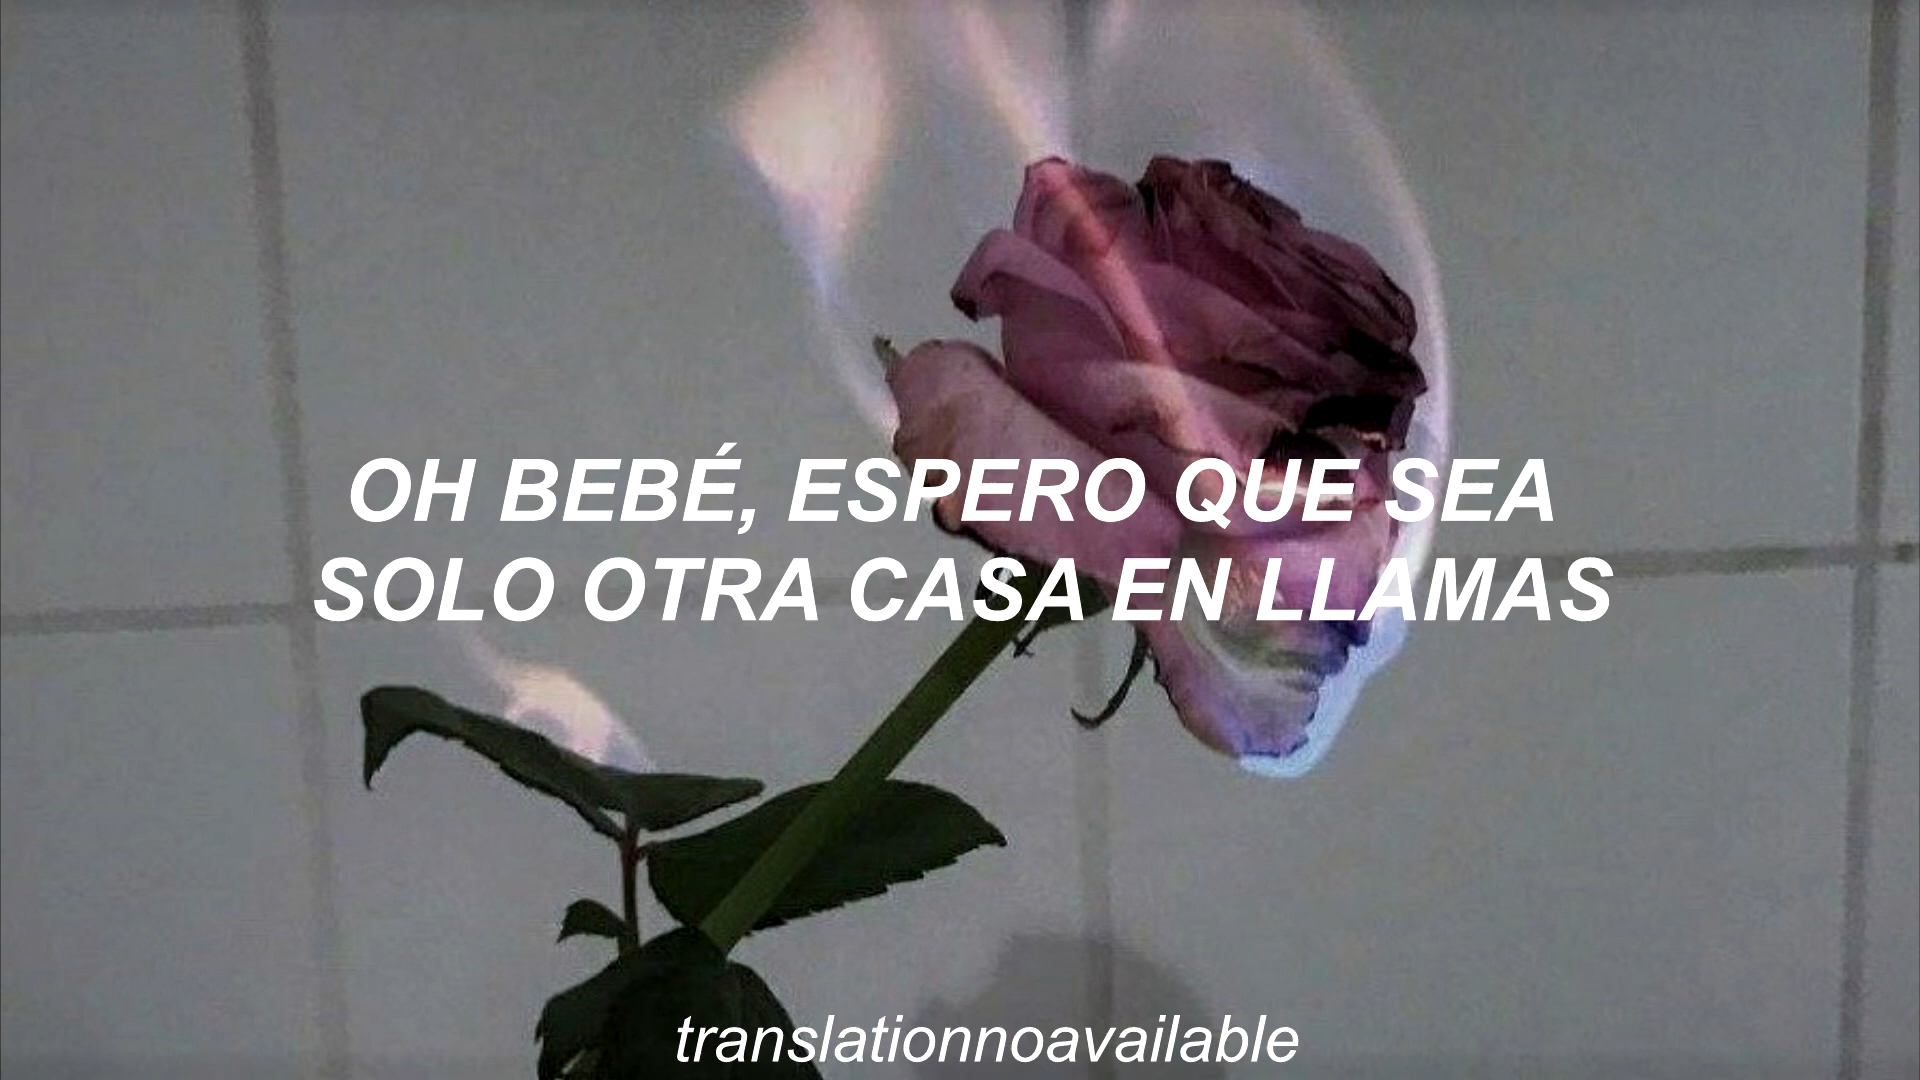 OH BEBÉ, ESPERO QUE SEA
SOLO OTRA CASA EN LLAMAS
translationnoavailable